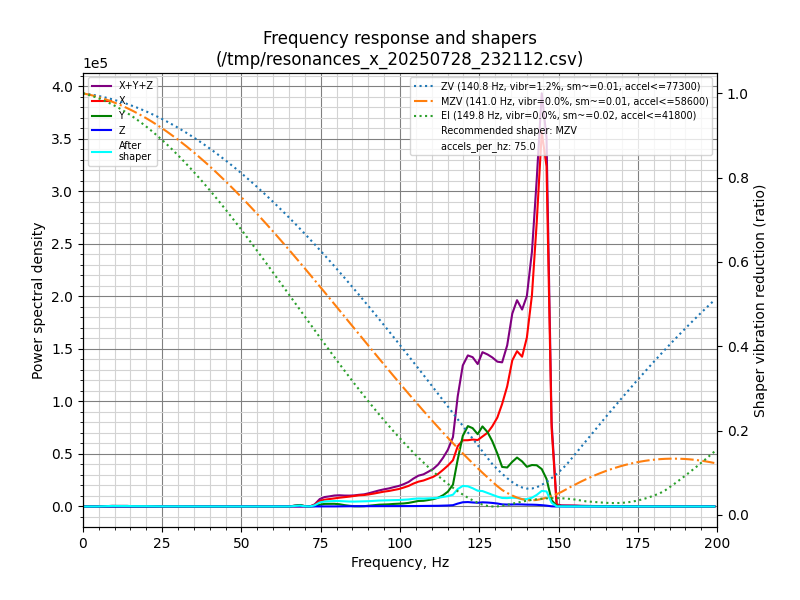 Frequency response and shapers
(/tmp/resonances_x_20250728_232112.csv)
1e5
X+Y+Z
X
Y
Z
After
shaper
ZV (140.8 Hz, vibr=1.2%, sm~=0.01, accel<=77300)
MZV (141.0 Hz, vibr=0.0%, sm~=0.01, accel<=58600)
EI (149.8 Hz, vibr=0.0%, sm~=0.02, accel<=41800)
Recommended shaper: MZV
accels_per_hz: 75.0
4.0
3.5
3.0
2.5
2.0
1.5
1.0
0.5
0.0
Power spectral density
1.0
0.8
0.6
0.4
0.2
0.0
Shaper vibration reduction (ratio)
0 25 50 75 100 125 150 175 200
Frequency, Hz